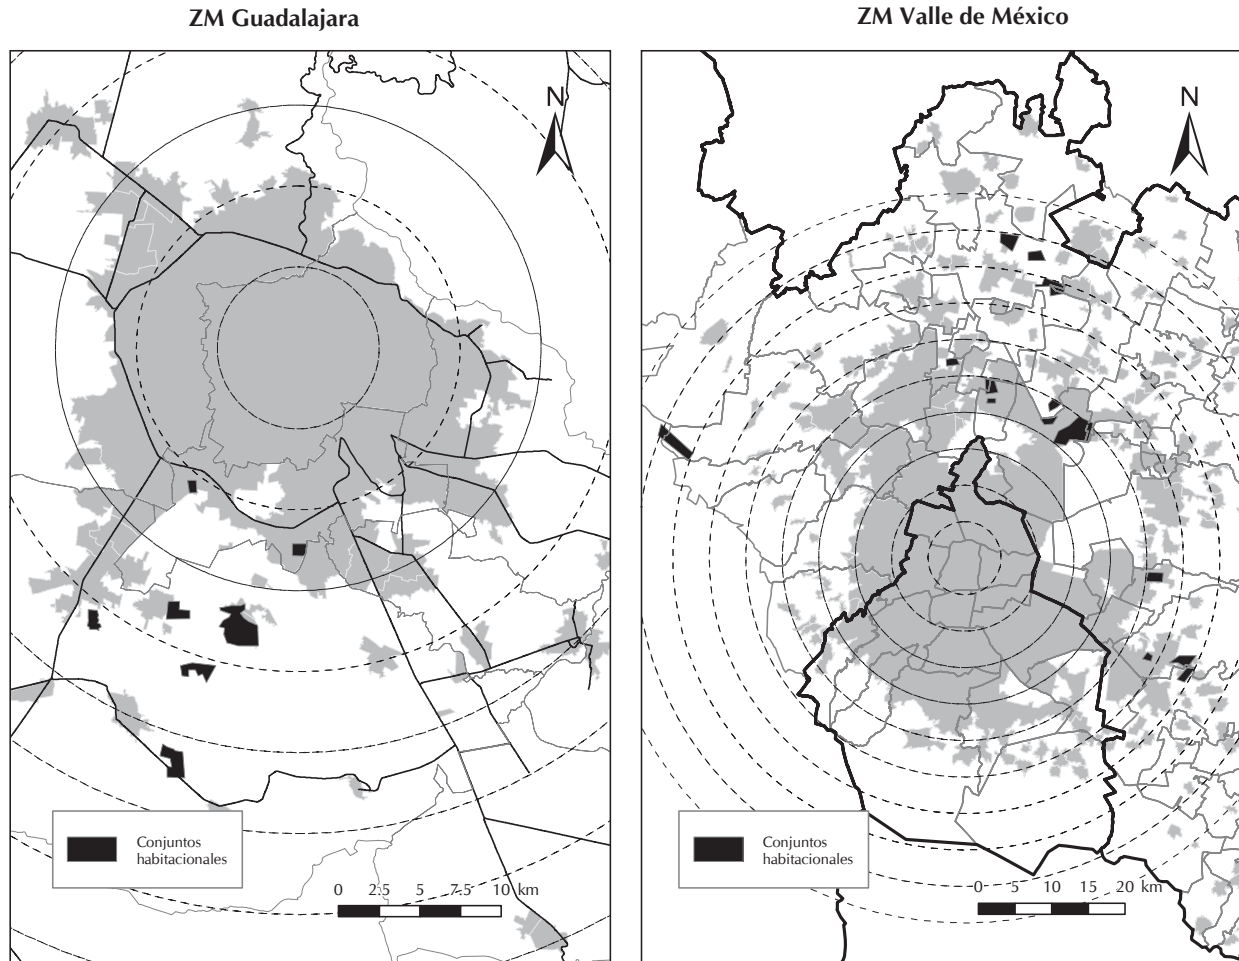 ZM Guadalajara
N
Conjuntos
habitacionales
0 2.5 5 7.5 10 km
ZM Valle de México
N
Conjuntos
habitacionales
0 5 10 15 20 km